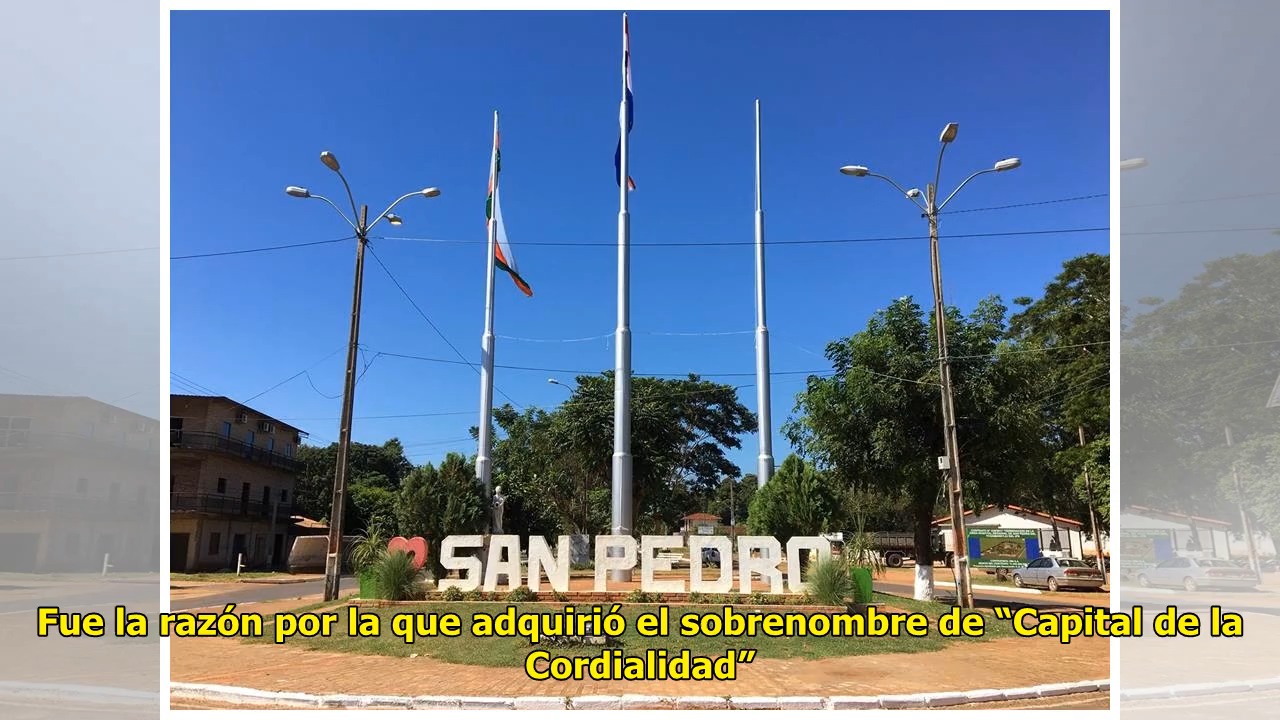 SAN PEDRO
Fue la razón por la que adquirió el sobrenombre de “Capital de la
Cordialidad”